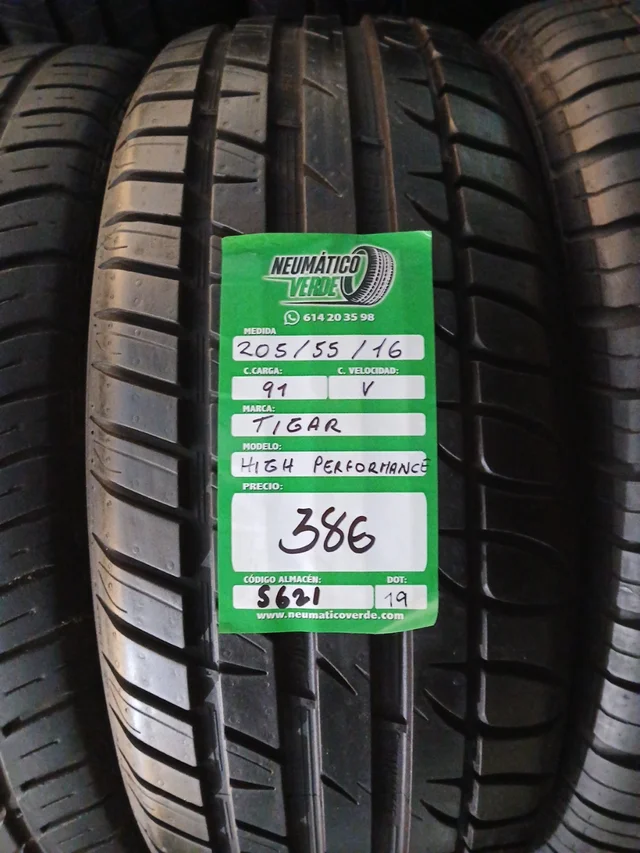 NEUMÁTICO
VERDE
614 20 35 98
MEDIDA
205/55/16
C.CARGA: C. VELOCIDAD:
91 V
MARCA:
TIGAR
MODELO:
HIGH PERFORMANCE
PRECIO:
38€
CÓDIGO ALMACÉN: DOT:
S621 19
www.neumaticoverde.com